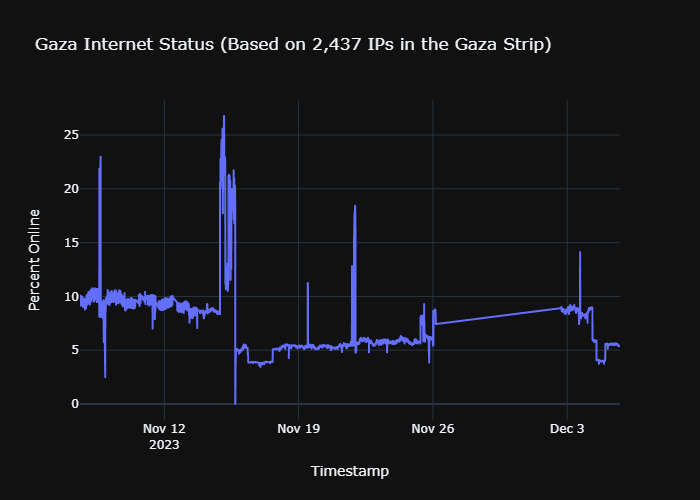 Gaza Internet Status (Based on 2,437 IPs in the Gaza Strip)
Percent Online
25
20
15
10
5
0
Nov 12
2023
Nov 19
Nov 26
Dec 3
Timestamp